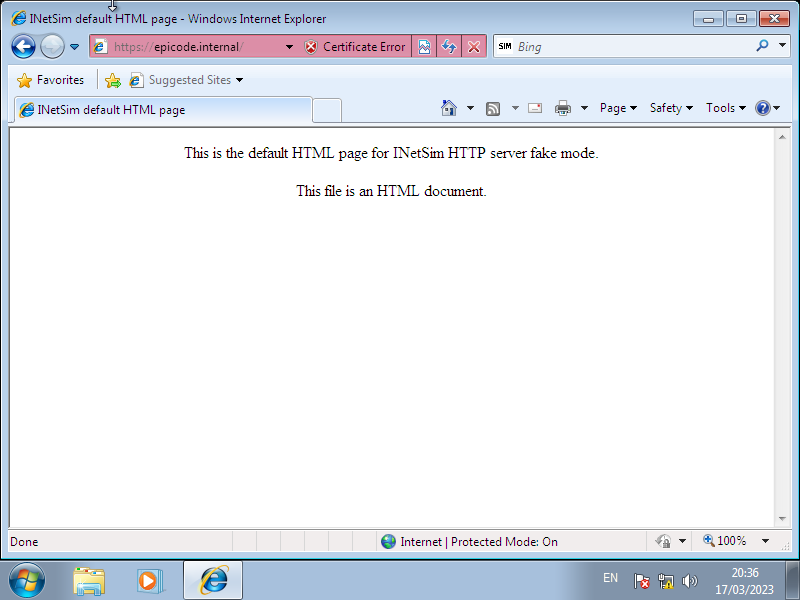 INetSim default HTML page - Windows Internet Explorer
https://epicode.internal/
Certificate Error
SIM Bing
Favorites
Suggested Sites
INetSim default HTML page
Page
Safety
Tools
This is the default HTML page for INetSim HTTP server fake mode.
This file is an HTML document.
Done
Internet | Protected Mode: On
100%
EN
20:36
17/03/2023